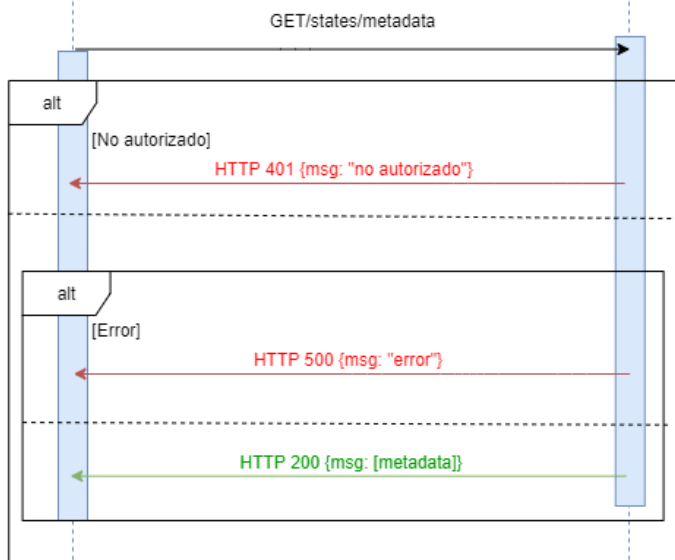 GET/states/metadata
alt
[No autorizado]
HTTP 401 {msg: "no autorizado"}
alt
[Error]
HTTP 500 {msg: "error"}
HTTP 200 {msg: [metadata]}